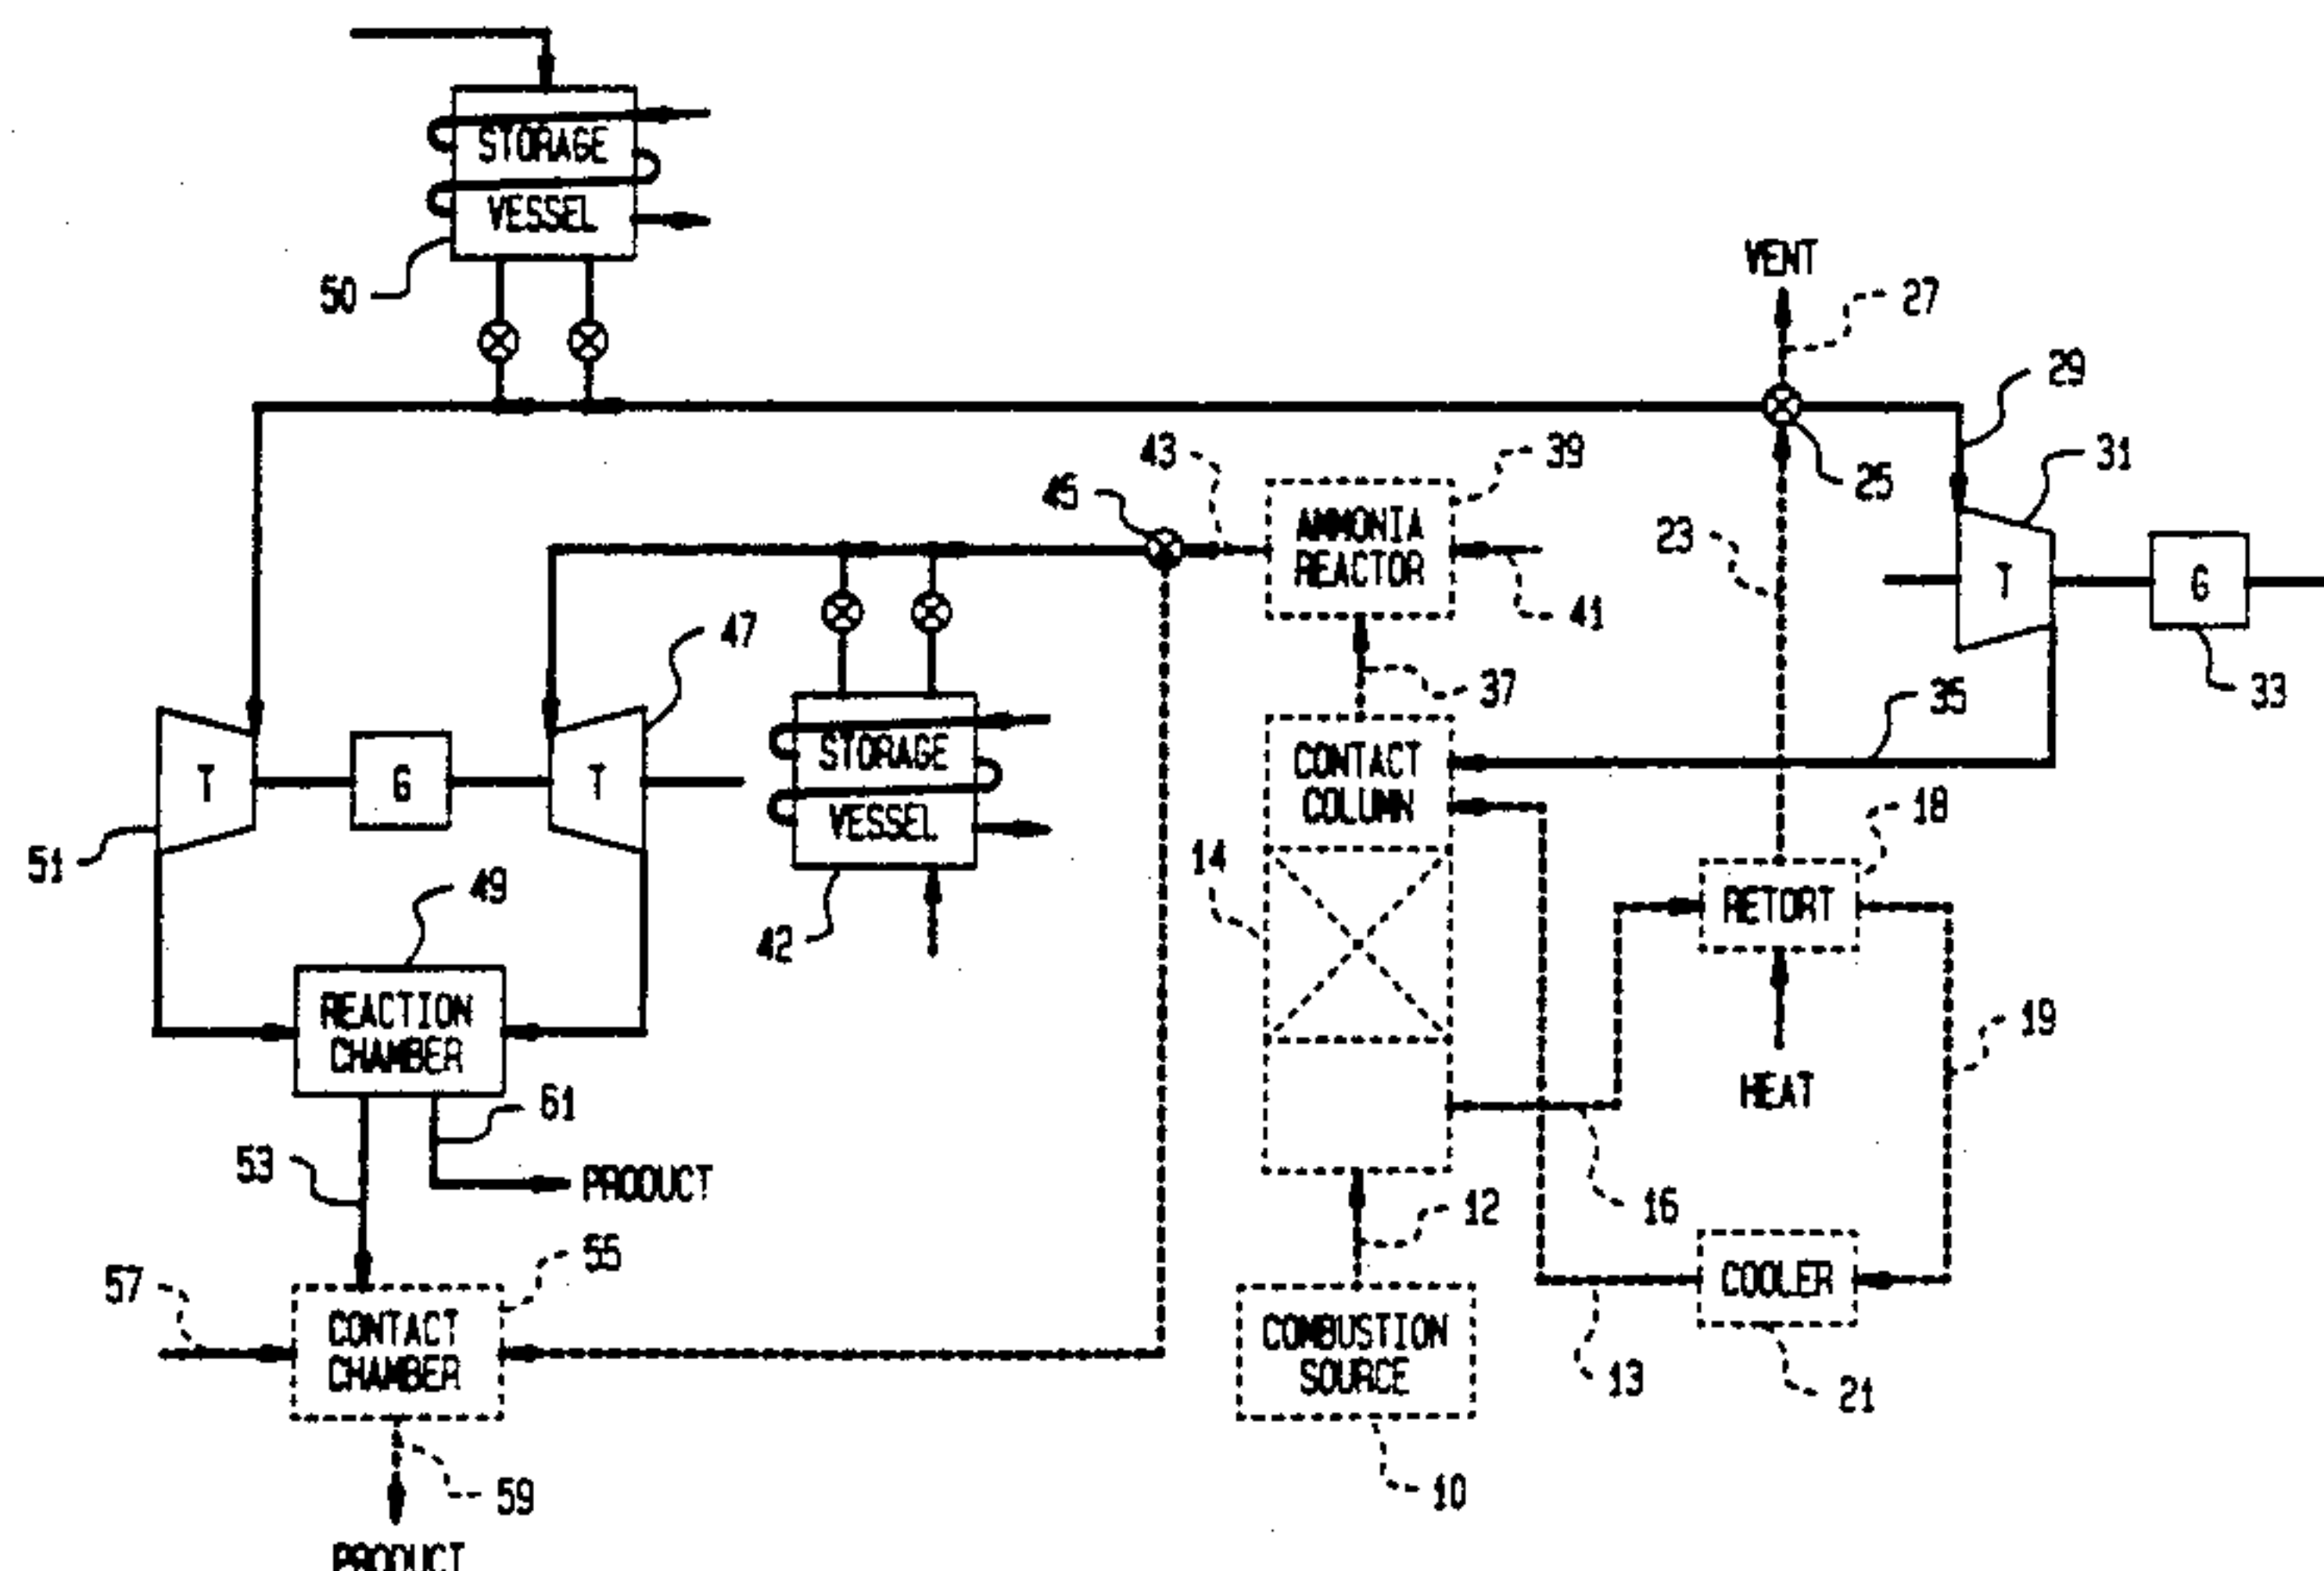 STORAGE
VESSEL
50
VENT
27
29
43
39
31
45
25
AMMONIA
REACTOR
23
T
G
41
47
37
35
33
STORAGE
VESSEL
CONTACT
COLUMN
T
G
T
18
51
14
RETORT
49
42
19
REACTION
CHAMBER
HEAT
61
53
PRODUCT
12
16
55
57
COOLER
CONTACT
CHAMBER
COMBUSTION
SOURCE
13
21
59
10
PRODUCT